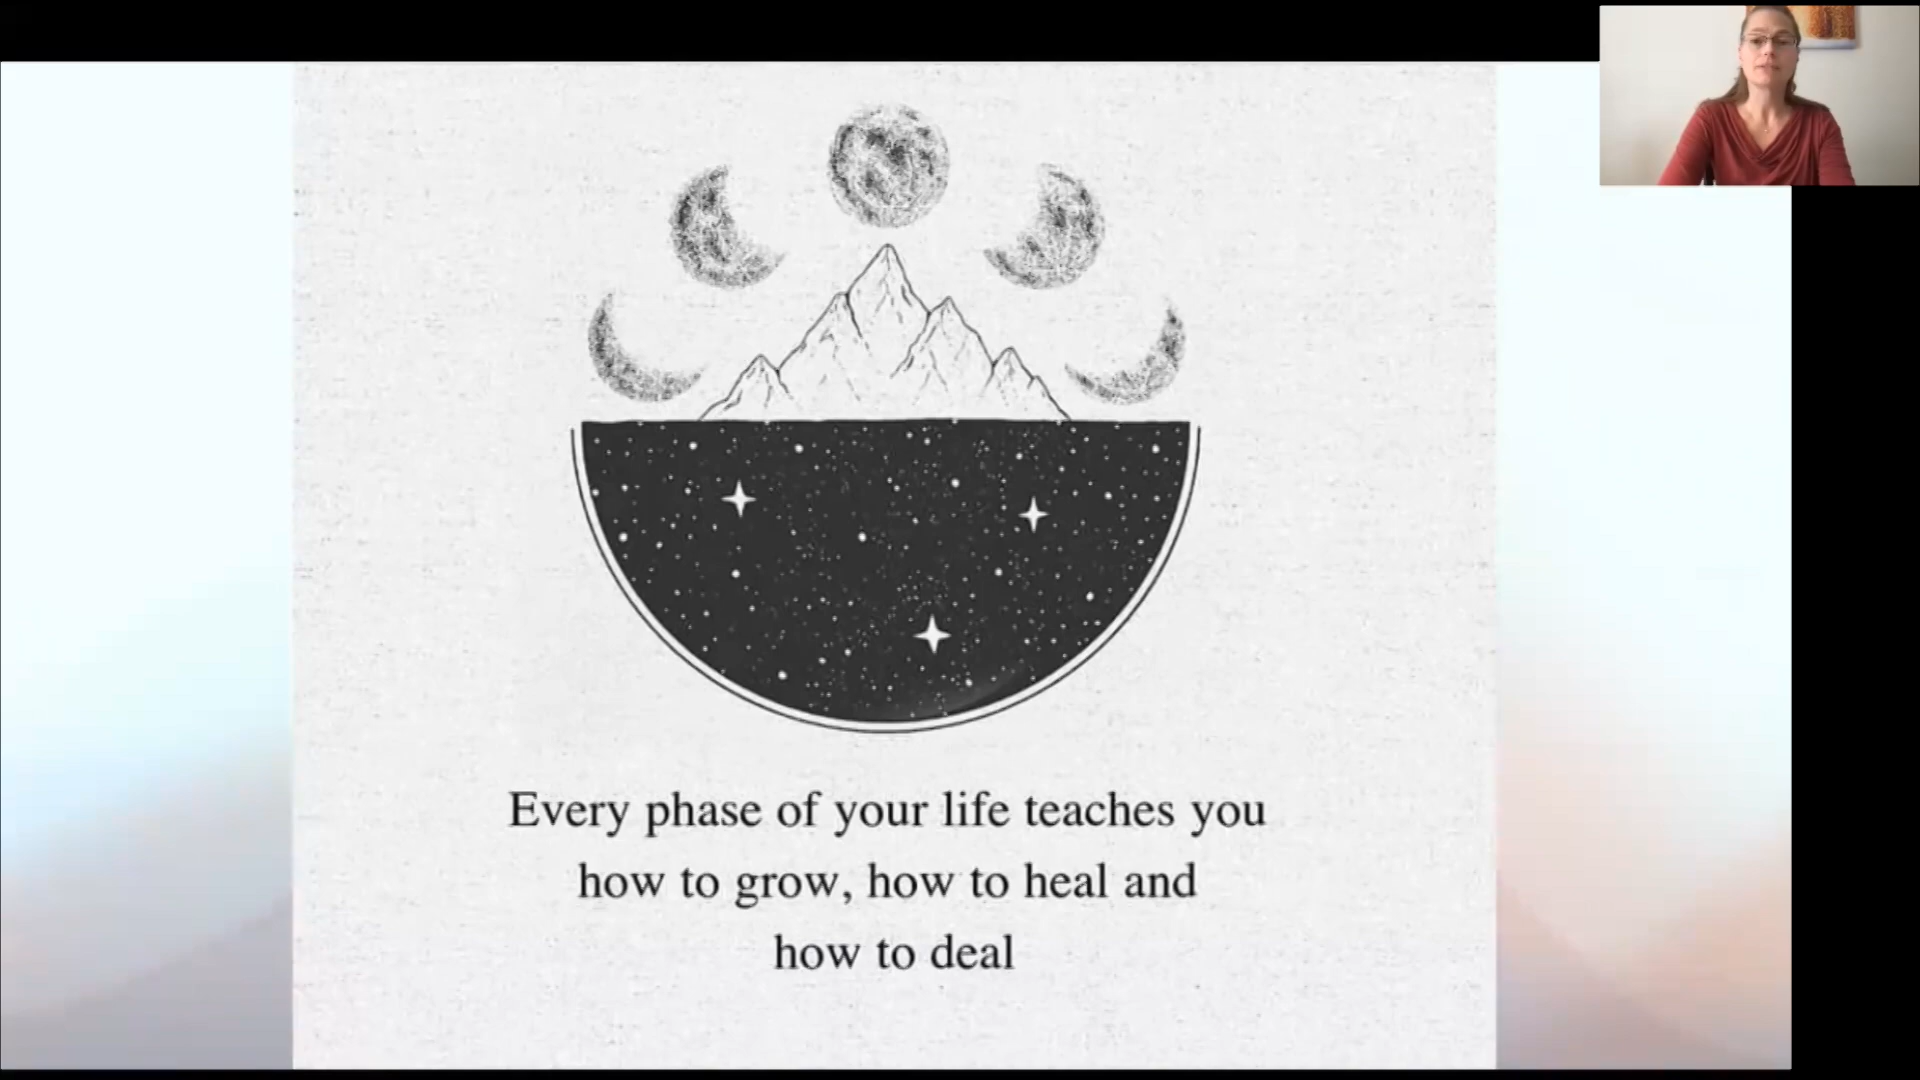 Every phase of your life teaches you
how to grow, how to heal and
how to deal